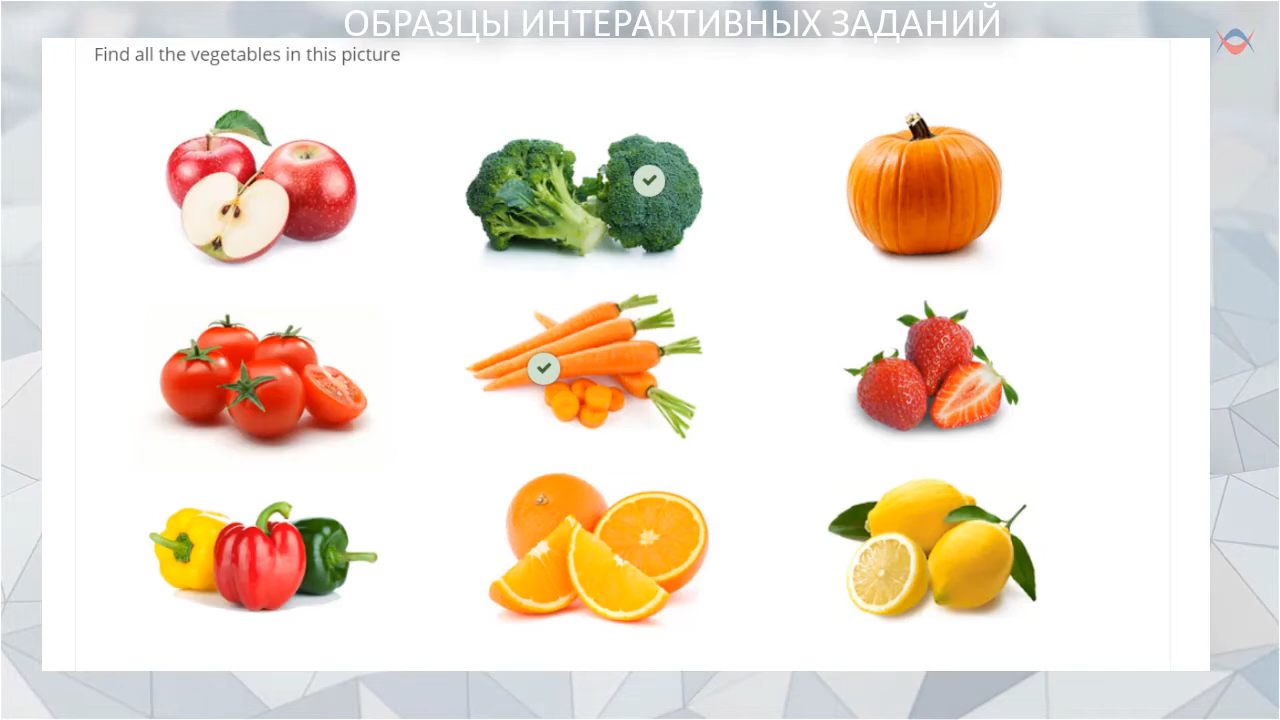 ОБРАЗЦЫ ИНТЕРАКТИВНЫХ ЗАДАНИЙ
Find all the vegetables in this picture